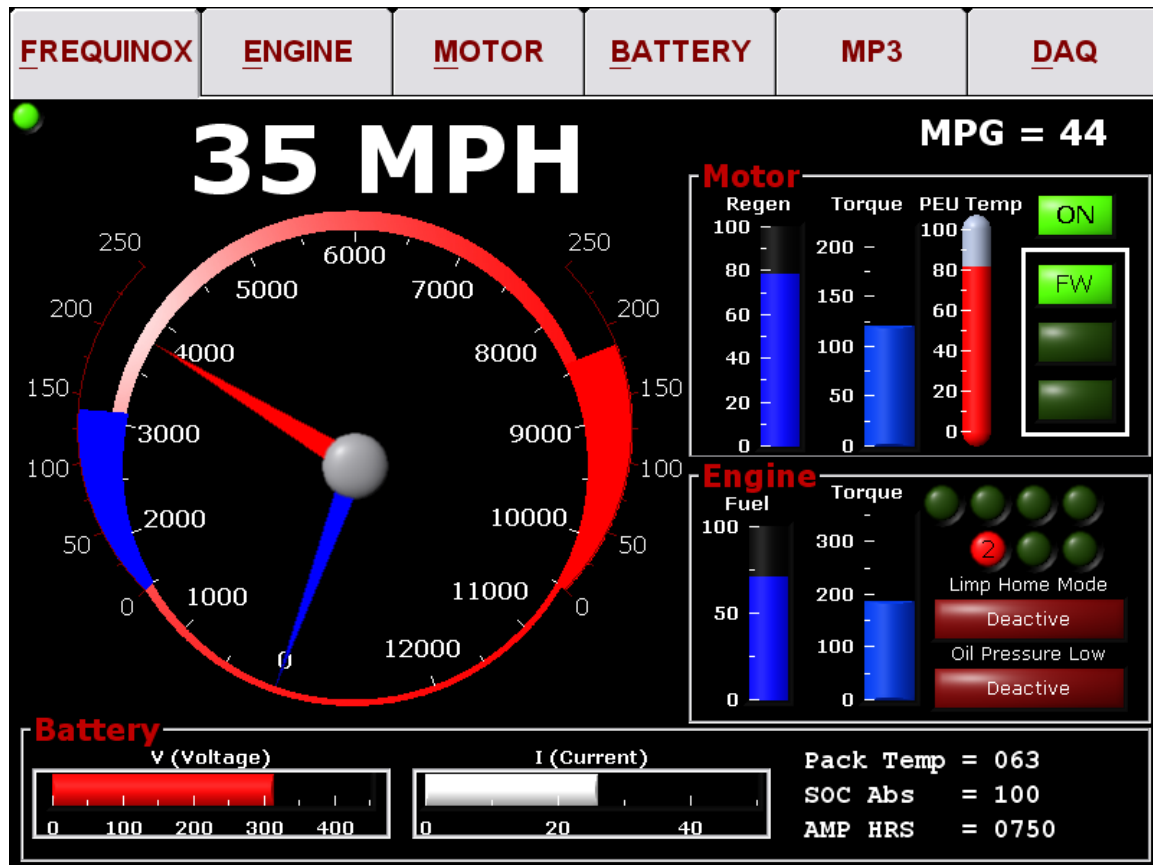 FREQUINOX ENGINE MOTOR BATTERY MP3 DAQ
35 MPH
MPG = 44
250 200 150 100 50 0
0 1000 2000 3000 4000 5000 6000 7000 8000 9000 10000 11000 12000
250 200 150 100 50 0
Motor
Regen Torque PEU Temp
100 80 60 40 20 0
200 150 100 50 0
100 80 60 40 20 0
ON
FW
Engine
Fuel Torque
100 50 0
300 200 100 0
2
Limp Home Mode
Deactive
Oil Pressure Low
Deactive
Battery
V (Voltage)
0 100 200 300 400
I (Current)
0 20 40
Pack Temp = 063
SOC Abs = 100
AMP HRS = 0750